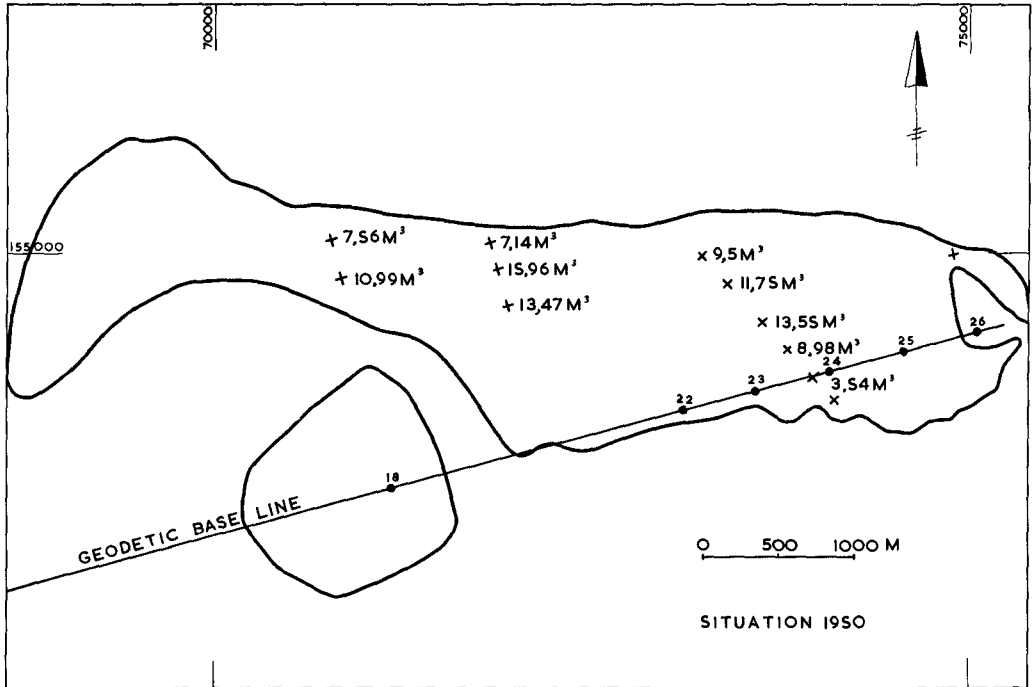 70000
75000
155000
7,56M³
7,14M³
15,96M³
10,99M³
13,47M³
9,5M³
11,75M³
13,55M³
8,98M³
3,54M³
26
25
24
23
22
18
GEODETIC BASE LINE
0 500 1000 M
SITUATION 1950